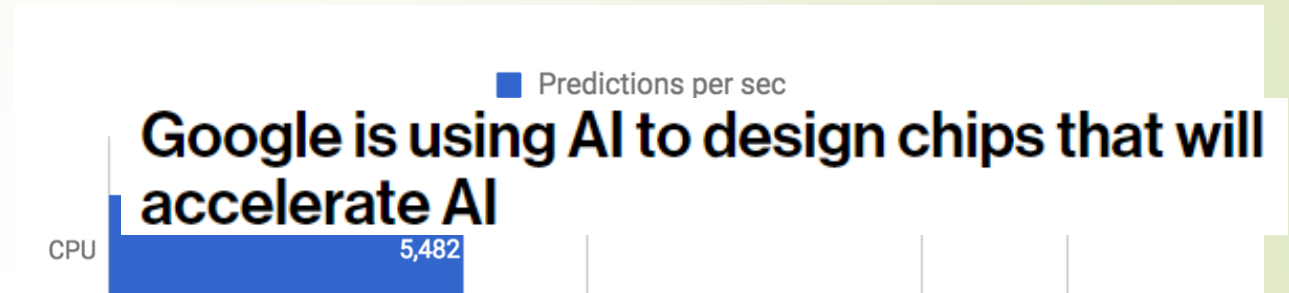 Predictions per sec
Google is using AI to design chips that will
accelerate AI
CPU 5,482